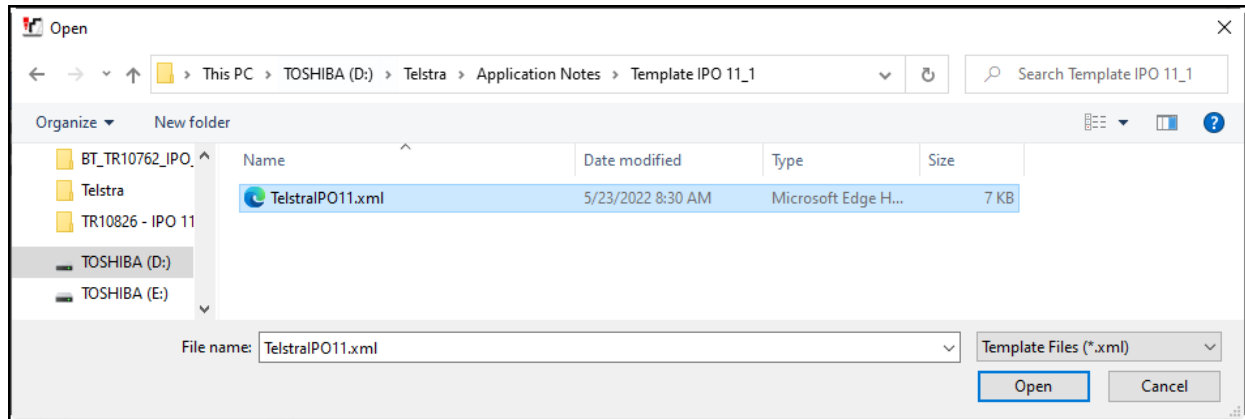 Open
This PC > TOSHIBA (D:) > Telstra > Application Notes > Template IPO 11_1
Search Template IPO 11_1
Organize
New folder
BT_TR10762_IPO_
Telstra
TR10826 - IPO 11
TOSHIBA (D:)
TOSHIBA (E:)
Name Date modified Type Size
TelstraIPO11.xml 5/23/2022 8:30 AM Microsoft Edge H... 7 KB
File name: TelstraIPO11.xml Template Files (*.xml)
Open Cancel